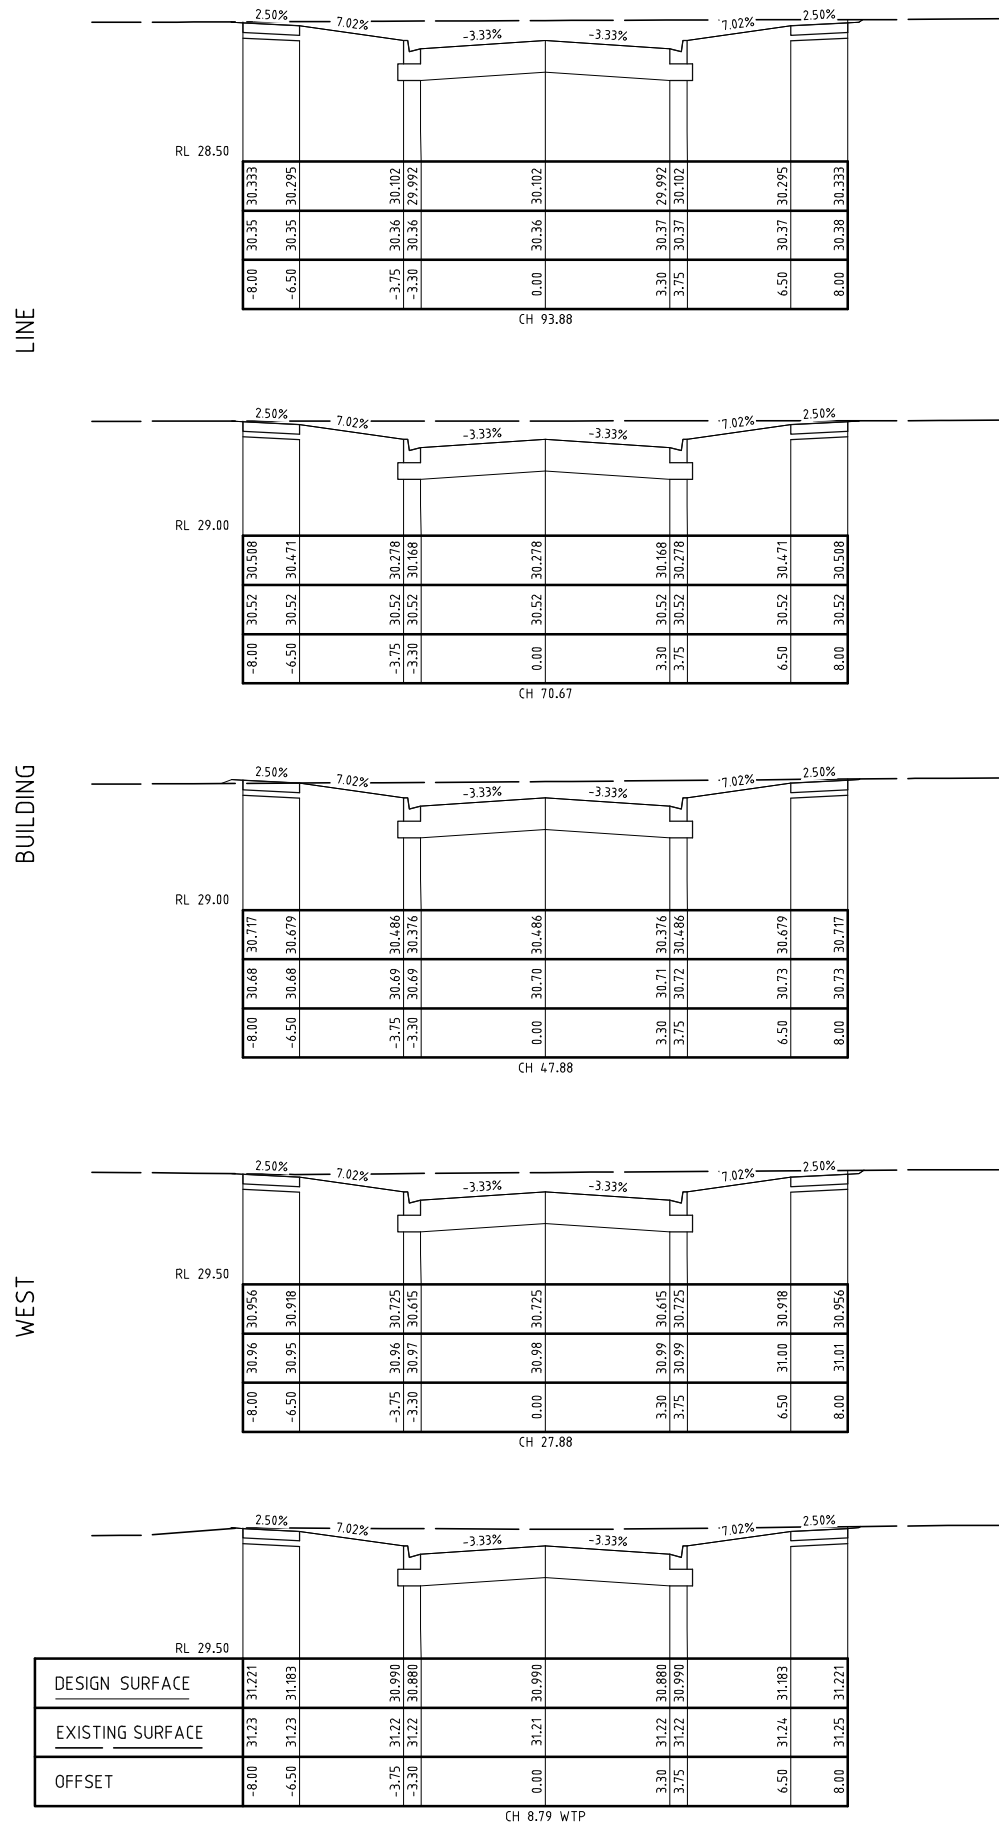 2.50% 7.02% -3.33% -3.33% 7.02% 2.50%
RL 28.50
30.333 30.295 30.102 29.992 30.102 29.992 30.102 30.295 30.333
30.35 30.35 30.36 30.36 30.36 30.37 30.37 30.37 30.38
-8.00 -6.50 -3.75 -3.30 0.00 3.30 3.75 6.50 8.00
CH 93.88
LINE
2.50% 7.02% -3.33% -3.33% 7.02% 2.50%
RL 29.00
30.508 30.471 30.278 30.168 30.278 30.168 30.278 30.471 30.508
30.52 30.52 30.52 30.52 30.52 30.52 30.52 30.52 30.52
-8.00 -6.50 -3.75 -3.30 0.00 3.30 3.75 6.50 8.00
CH 70.67
2.50% 7.02% -3.33% -3.33% 7.02% 2.50%
BUILDING
RL 29.00
30.717 30.679 30.486 30.376 30.486 30.376 30.486 30.679 30.717
30.68 30.68 30.69 30.69 30.70 30.71 30.72 30.73 30.73
-8.00 -6.50 -3.75 -3.30 0.00 3.30 3.75 6.50 8.00
CH 47.88
2.50% 7.02% -3.33% -3.33% 7.02% 2.50%
RL 29.50
WEST
30.956 30.918 30.725 30.615 30.725 30.615 30.725 30.918 30.956
30.96 30.95 30.96 30.97 30.98 30.99 30.99 31.00 31.01
-8.00 -6.50 -3.75 -3.30 0.00 3.30 3.75 6.50 8.00
CH 27.88
2.50% 7.02% -3.33% -3.33% 7.02% 2.50%
RL 29.50
DESIGN SURFACE 31.221 31.183 30.990 30.880 30.990 30.880 30.990 31.183 31.221
EXISTING SURFACE 31.23 31.23 31.22 31.22 31.21 31.22 31.22 31.24 31.25
OFFSET -8.00 -6.50 -3.75 -3.30 0.00 3.30 3.75 6.50 8.00
CH 8.79 WTP